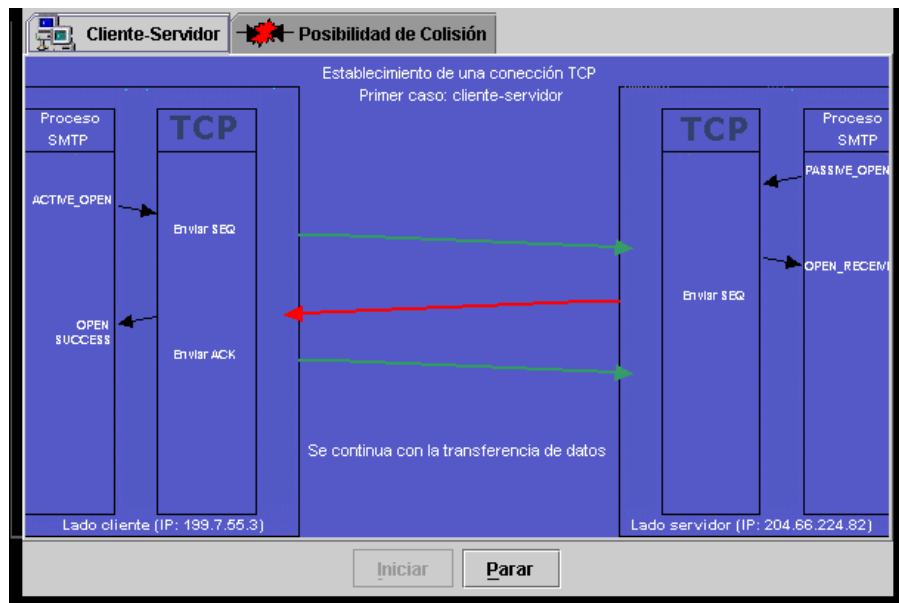 Cliente-Servidor
Posibilidad de Colisión
Establecimiento de una conección TCP
Primer caso: cliente-servidor
Proceso
SMTP
TCP
TCP
Proceso
SMTP
ACTIVE_OPEN
PASSIVE_OPEN
Enviar SEQ
OPEN_RECEIVE
Enviar SEQ
OPEN
SUCCESS
Enviar ACK
Se continua con la transferencia de datos
Lado cliente (IP: 199.7.55.3)
Lado servidor (IP: 204.66.224.82)
Iniciar
Parar